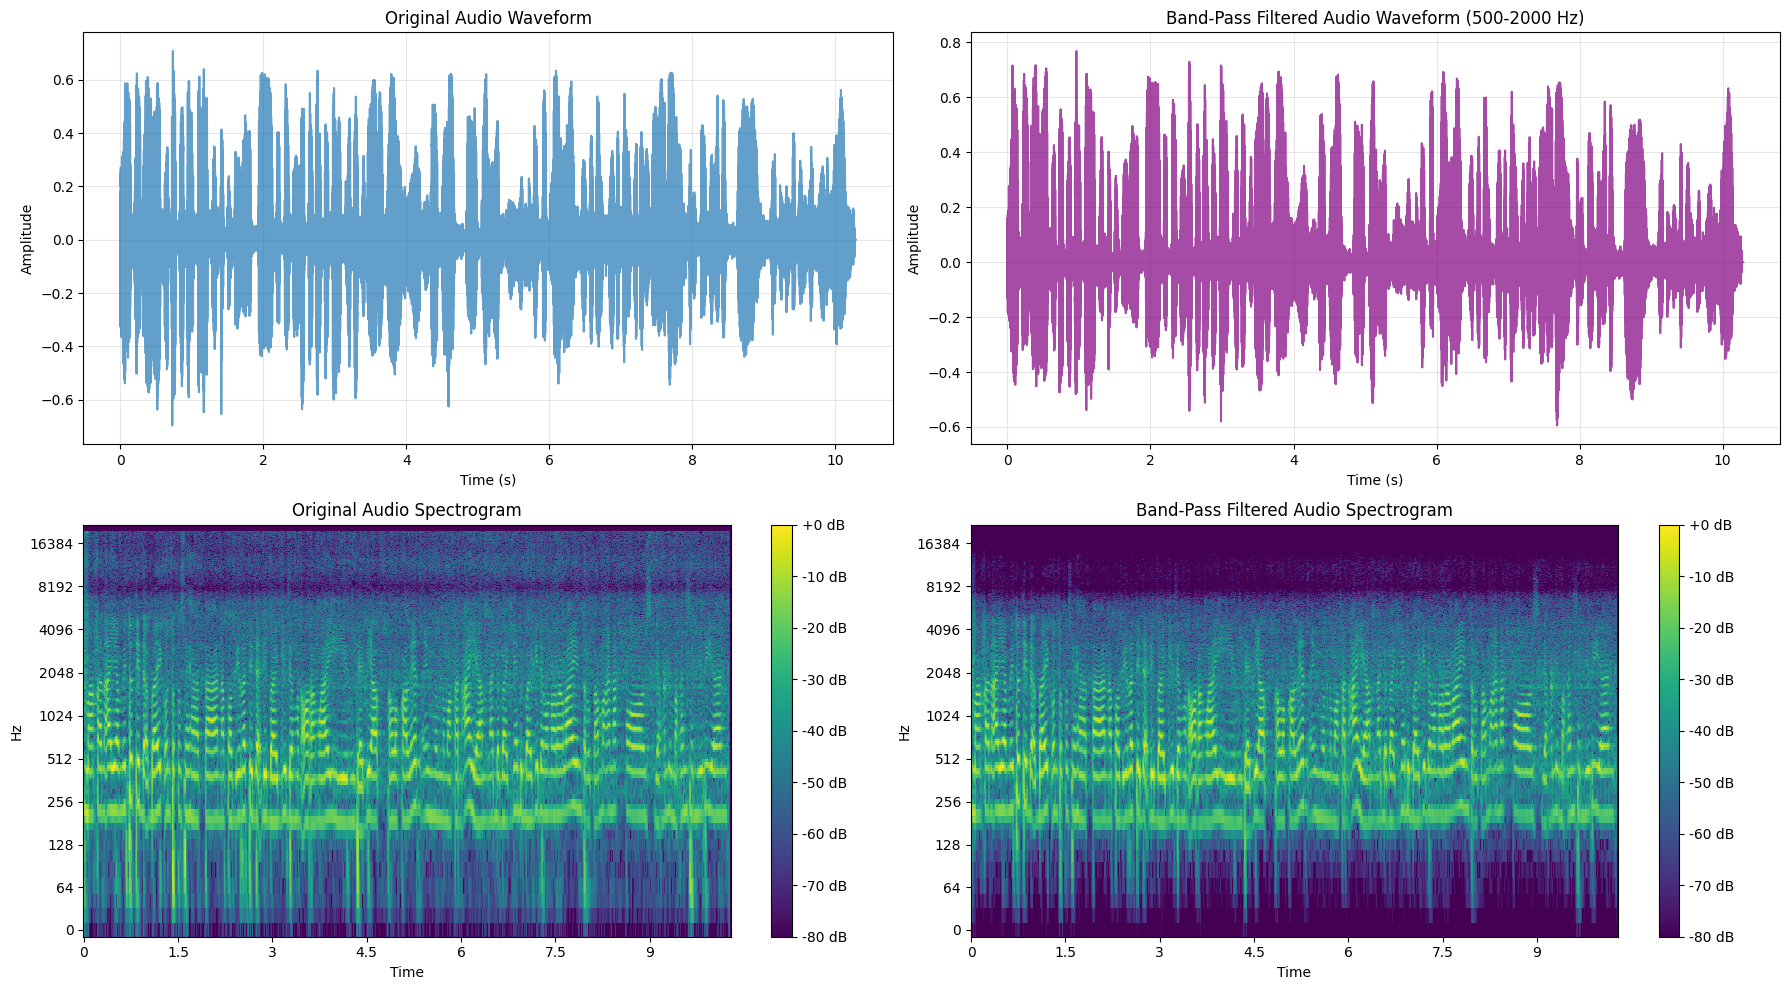 Original Audio Waveform
Amplitude
0.6
0.4
0.2
0.0
−0.2
−0.4
−0.6
0 2 4 6 8 10
Time (s)
Band-Pass Filtered Audio Waveform (500-2000 Hz)
Amplitude
0.8
0.6
0.4
0.2
0.0
−0.2
−0.4
−0.6
0 2 4 6 8 10
Time (s)
Original Audio Spectrogram
Hz
16384
8192
4096
2048
1024
512
256
128
64
0
0 1.5 3 4.5 6 7.5 9
Time
+0 dB
-10 dB
-20 dB
-30 dB
-40 dB
-50 dB
-60 dB
-70 dB
-80 dB
Band-Pass Filtered Audio Spectrogram
Hz
16384
8192
4096
2048
1024
512
256
128
64
0
0 1.5 3 4.5 6 7.5 9
Time
+0 dB
-10 dB
-20 dB
-30 dB
-40 dB
-50 dB
-60 dB
-70 dB
-80 dB